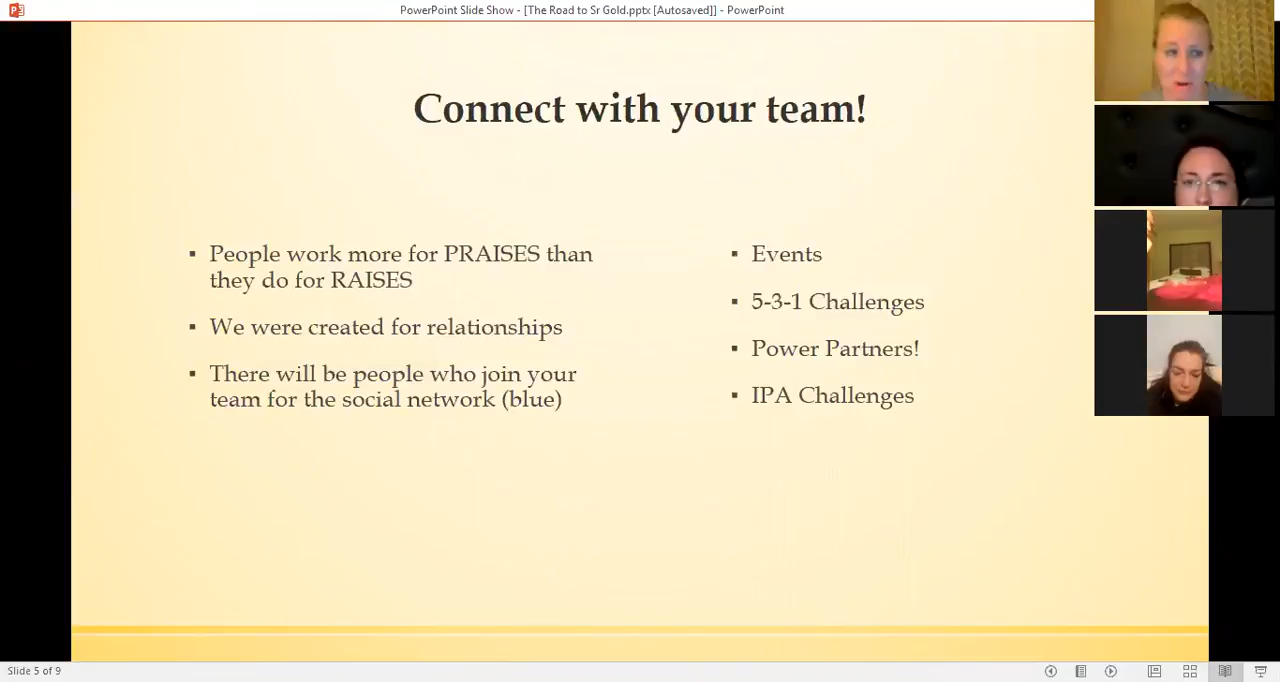 PowerPoint Slide Show - [The Road to Sr Gold.pptx [Autosaved]] - PowerPoint
Connect with your team!
▪ People work more for PRAISES than
they do for RAISES
▪ We were created for relationships
▪ There will be people who join your
team for the social network (blue)
▪ Events
▪ 5-3-1 Challenges
▪ Power Partners!
▪ IPA Challenges
Slide 5 of 9